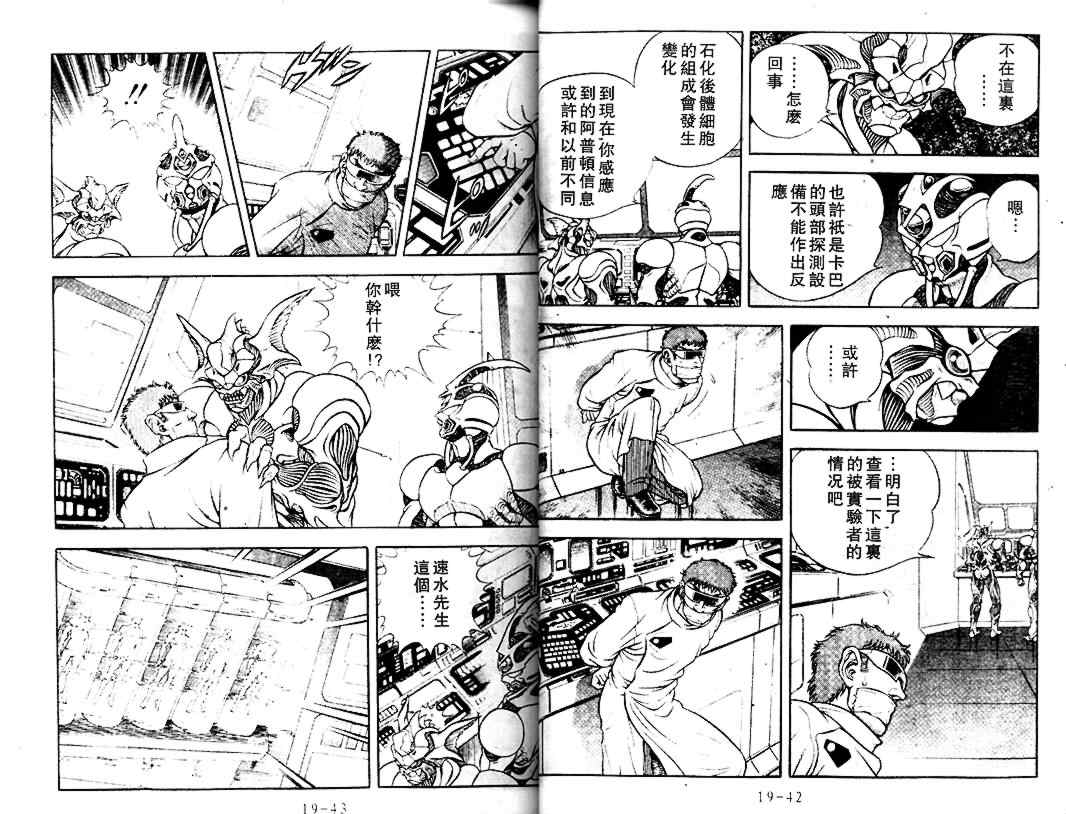 不在這裏
……
……怎麽
回事
嗯…
也許祇是卡巴
的頭部探測設
備不能作出反
應
石化後體細胞
的組成會發生
變化
到現在你感應
到的阿普頓信息
或許和以前不同
…或許
…明白了
查看一下這裏
的被實驗者的
情況吧
19-42
!!
喂
你幹什麽
!?
速水先生
這個……
19-43